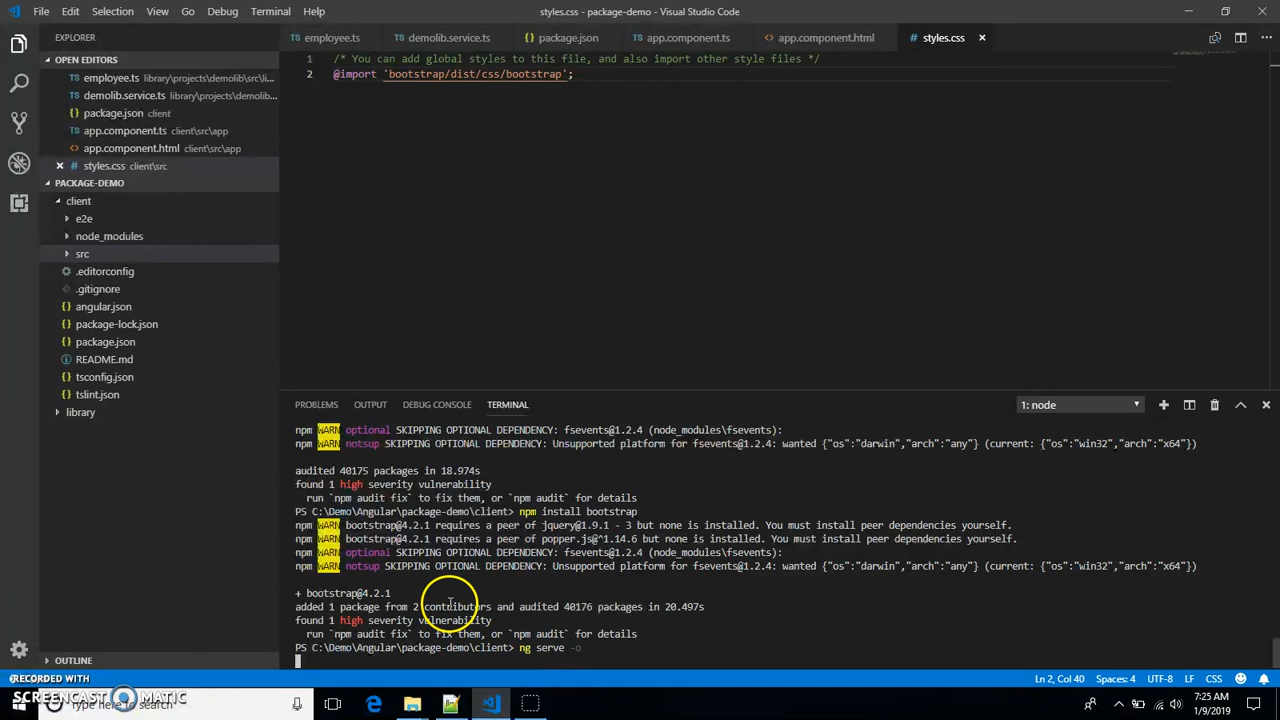 File Edit Selection View Go Debug Terminal Help
styles.css - package-demo - Visual Studio Code
EXPLORER
employee.ts demolib.service.ts package.json app.component.ts app.component.html styles.css
OPEN EDITORS
employee.ts library\projects\demolib\src\li...
demolib.service.ts library\projects\demolib...
package.json client
app.component.ts client\src\app
app.component.html client\src\app
styles.css client\src
PACKAGE-DEMO
client
e2e
node_modules
src
.editorconfig
.gitignore
angular.json
package-lock.json
package.json
README.md
tsconfig.json
tslint.json
library
OUTLINE
1 /* You can add global styles to this file, and also import other style files */
2 @import 'bootstrap/dist/css/bootstrap';
PROBLEMS OUTPUT DEBUG CONSOLE TERMINAL 1: node
npm WARN optional SKIPPING OPTIONAL DEPENDENCY: fsevents@1.2.4 (node_modules\fsevents):
npm WARN notsup SKIPPING OPTIONAL DEPENDENCY: Unsupported platform for fsevents@1.2.4: wanted {"os":"darwin","arch":"any"} (current: {"os":"win32","arch":"x64"})
audited 40175 packages in 18.974s
found 1 high severity vulnerability
run `npm audit fix` to fix them, or `npm audit` for details
PS C:\Demo\Angular\package-demo\client> npm install bootstrap
npm WARN bootstrap@4.2.1 requires a peer of jquery@1.9.1 - 3 but none is installed. You must install peer dependencies yourself.
npm WARN bootstrap@4.2.1 requires a peer of popper.js@^1.14.6 but none is installed. You must install peer dependencies yourself.
npm WARN optional SKIPPING OPTIONAL DEPENDENCY: fsevents@1.2.4 (node_modules\fsevents):
npm WARN notsup SKIPPING OPTIONAL DEPENDENCY: Unsupported platform for fsevents@1.2.4: wanted {"os":"darwin","arch":"any"} (current: {"os":"win32","arch":"x64"})
+ bootstrap@4.2.1
added 1 package from 2 contributors and audited 40176 packages in 20.497s
found 1 high severity vulnerability
run `npm audit fix` to fix them, or `npm audit` for details
PS C:\Demo\Angular\package-demo\client> ng serve -o
Ln 2, Col 40 Spaces: 4 UTF-8 LF CSS
RECORDED WITH
SCREENCAST MATIC
7:25 AM
1/9/2019